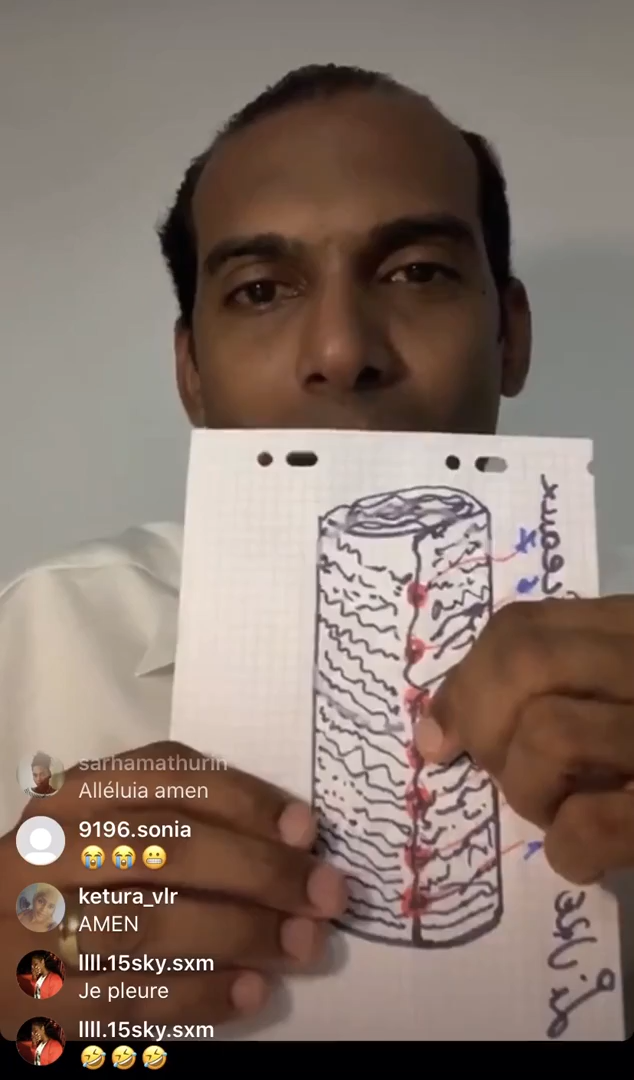 sarhamathurin
Alléluia amen
9196.sonia
😭😭😬
ketura_vlr
AMEN
llll.15sky.sxm
Je pleure
llll.15sky.sxm
🤣🤣🤣